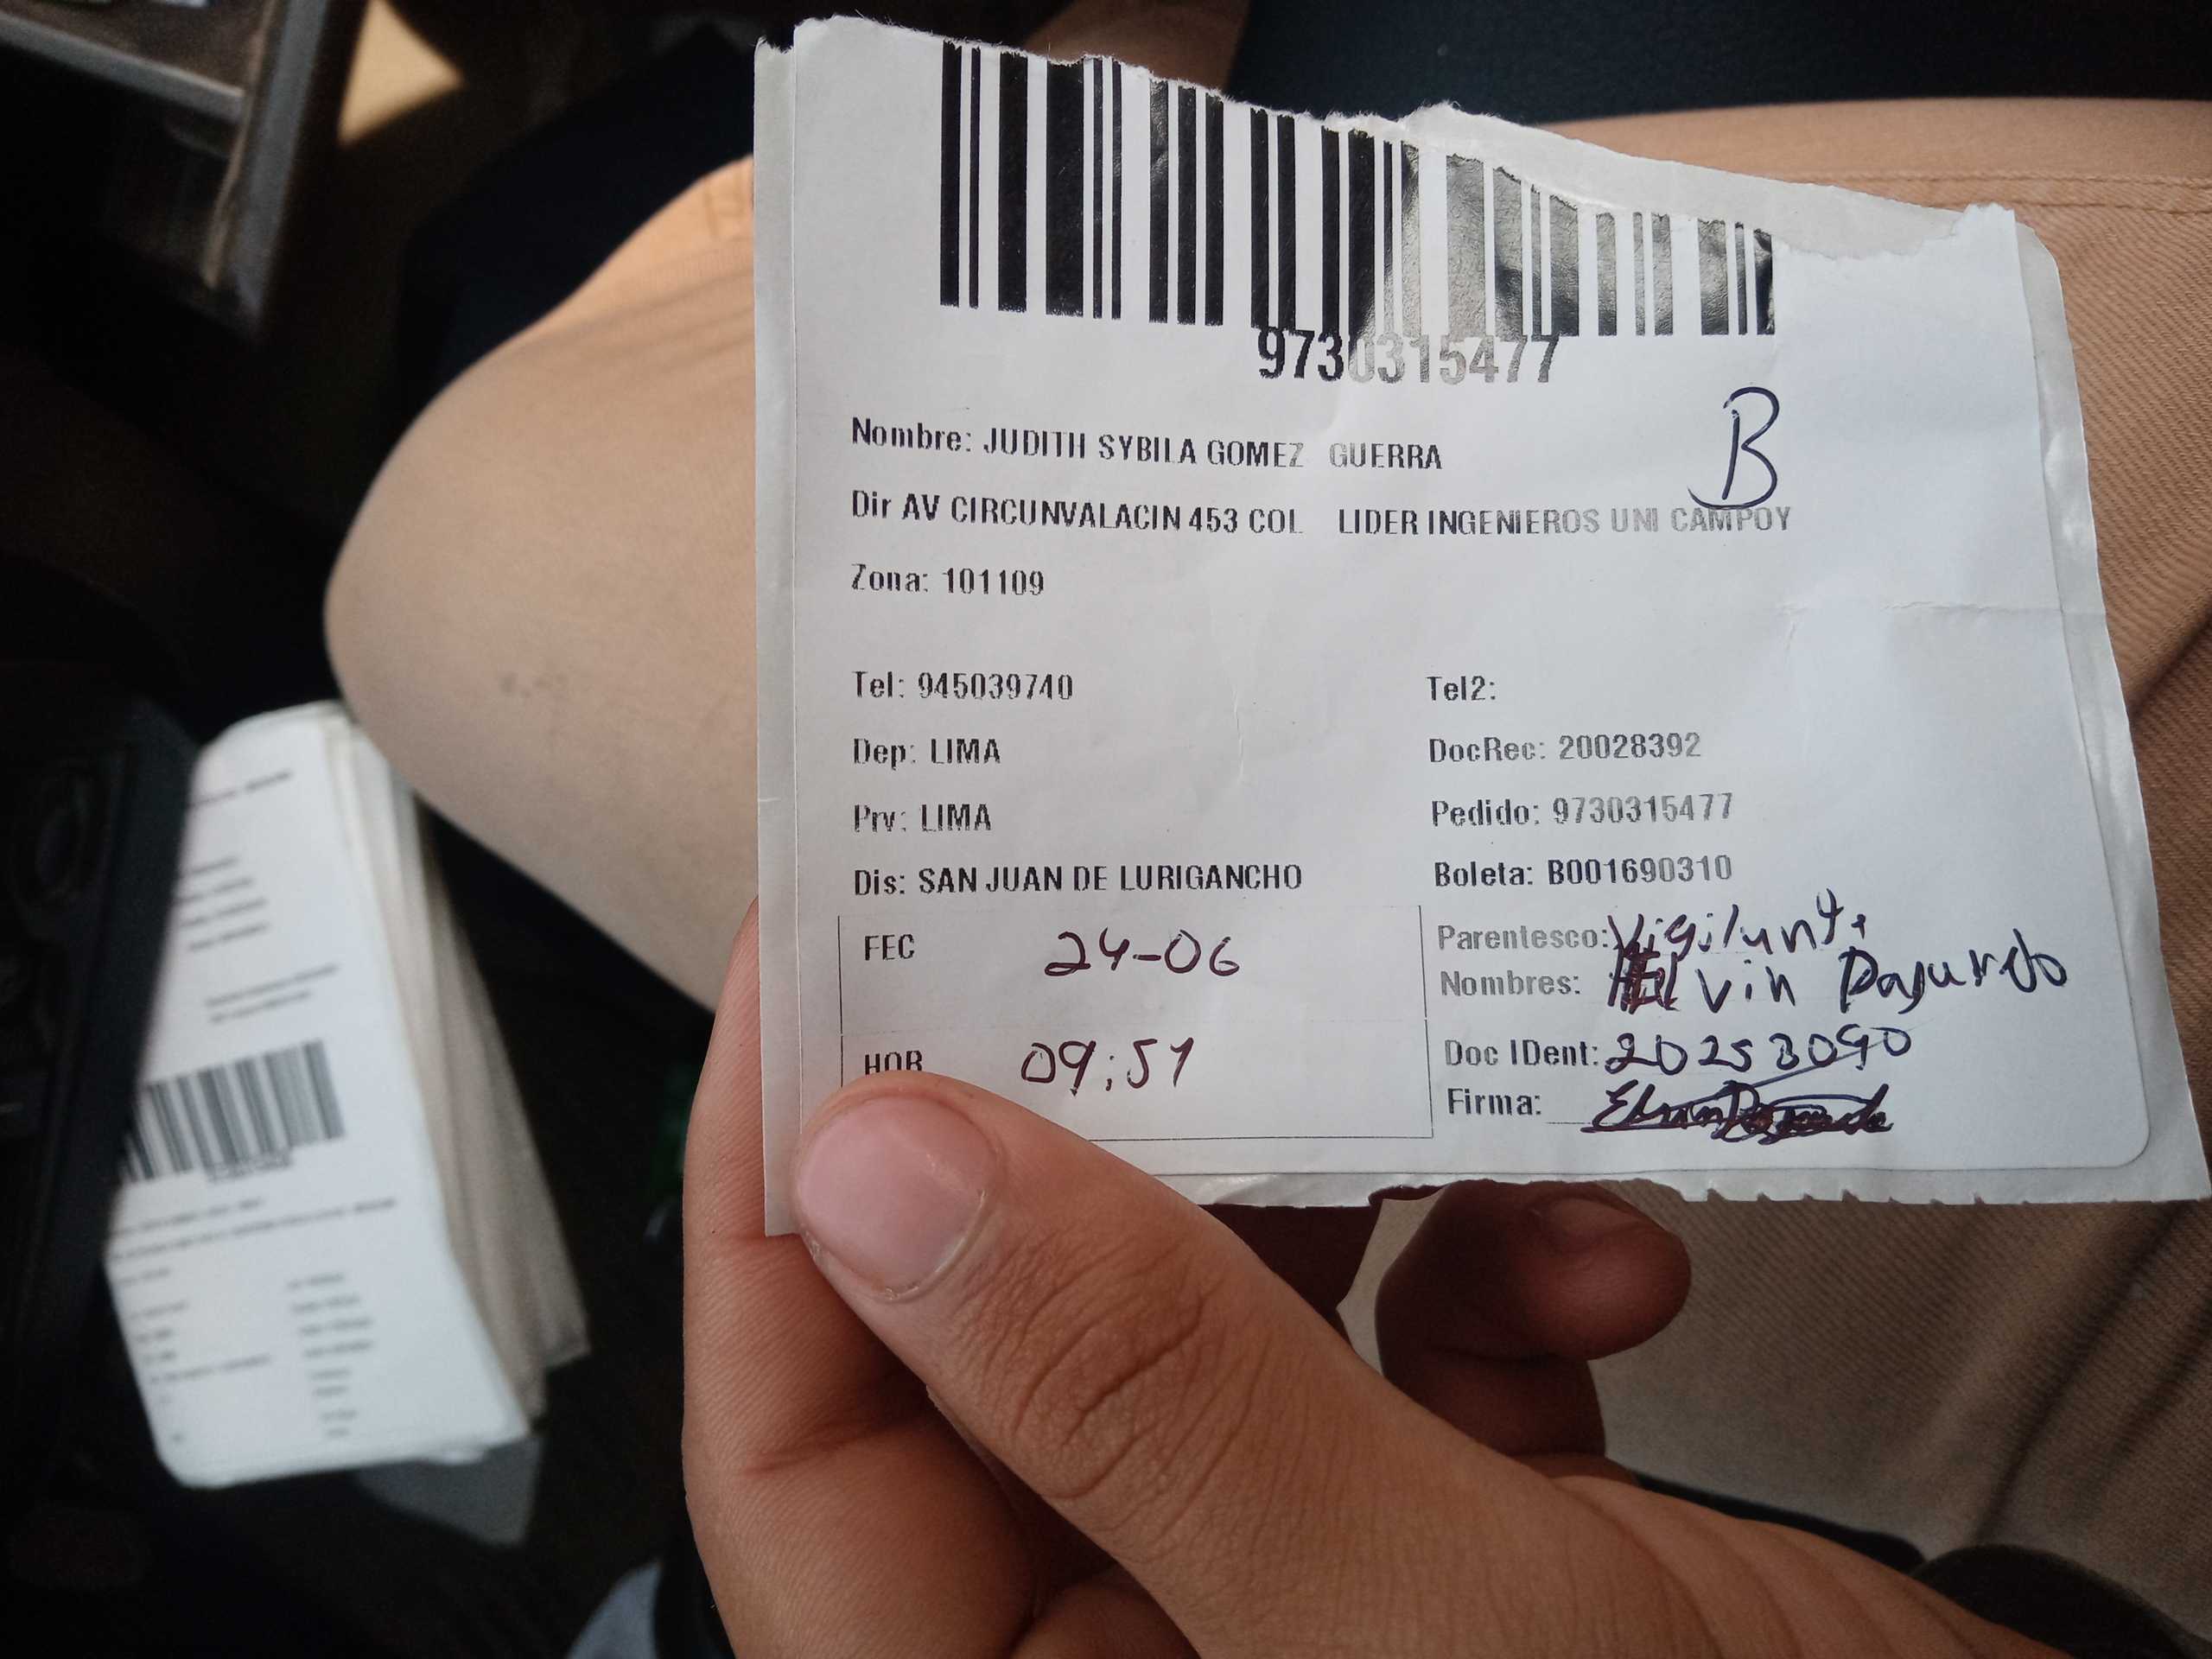 9730315477
B
Nombre: JUDITH SYBILA GOMEZ GUERRA
Dir AV CIRCUNVALACIN 453 COL LIDER INGENIEROS UNI CAMPOY
Zona: 101109
Tel: 945039740 Tel2:
Dep: LIMA DocRec: 20028392
Prv: LIMA Pedido: 9730315477
Dis: SAN JUAN DE LURIGANCHO Boleta: B001690310
FEC 24-06 Parentesco: Vigilante
Nombres: Elvin
HOR 09:51 Doc IDent: 20253090
Firma: